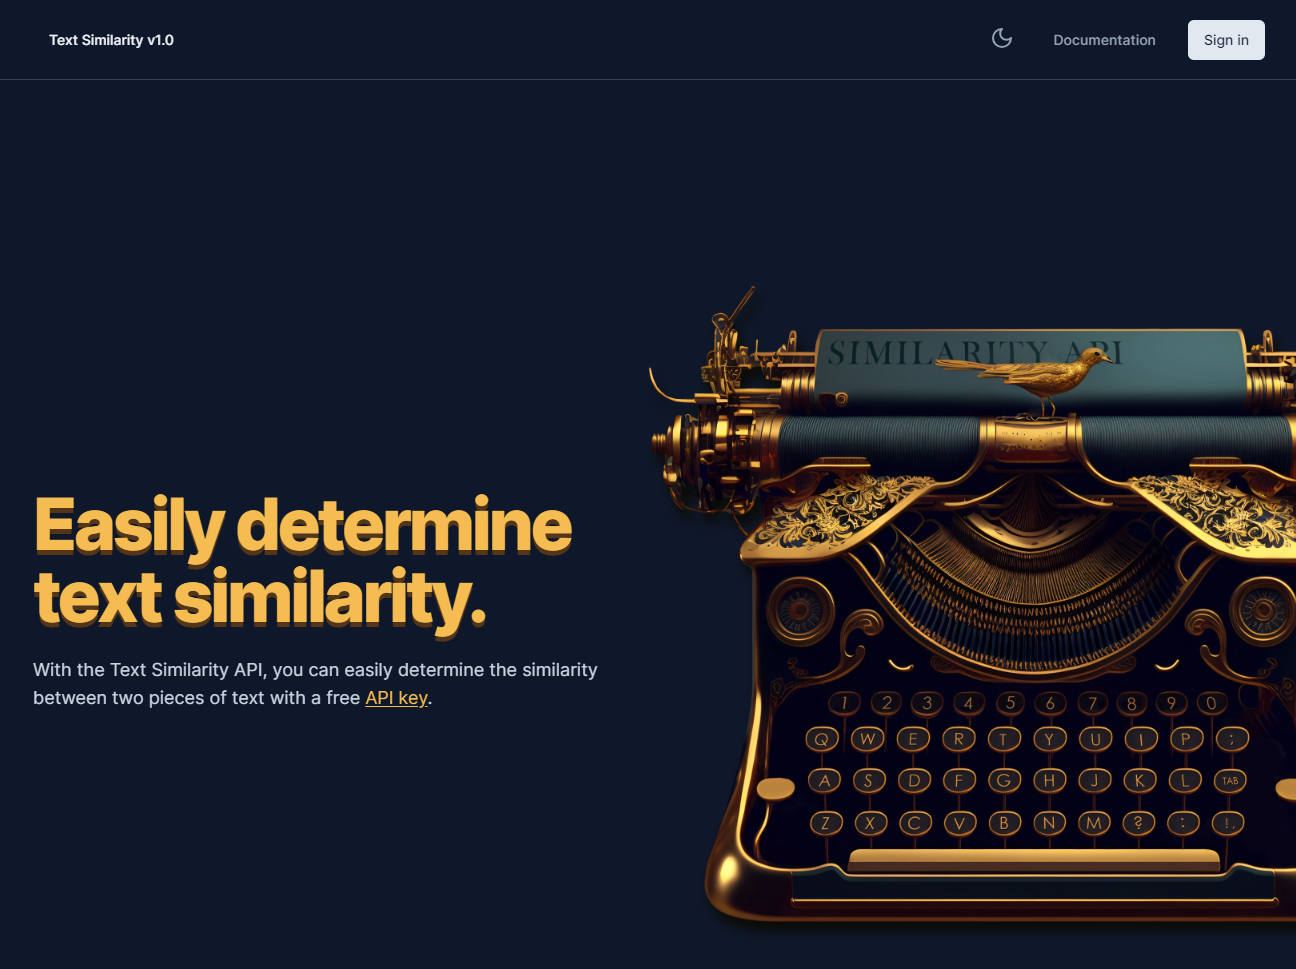 Text Similarity v1.0
Documentation
Sign in
SIMILARITY API
Easily determine
text similarity.
With the Text Similarity API, you can easily determine the similarity
between two pieces of text with a free API key.
1 2 3 4 5 6 7 8 9 0
Q W E R T Y U I P ;
A S D F G H J K L TAB
Z X C V B N M ? : !,